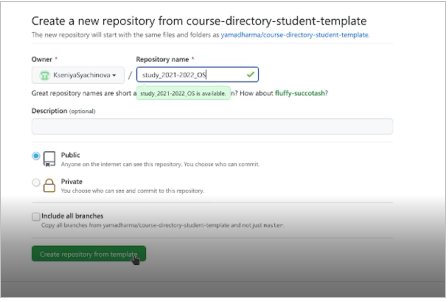 Create a new repository from course-directory-student-template
The new repository will start with the same files and folders as yamadharma/course-directory-student-template.
Owner * Repository name *
KseniyaSyachinova / study_2021-2022_OS
Great repository names are short a study_2021-2022_OS is available. n? How about fluffy-succotash?
Description (optional)
Public
Anyone on the internet can see this repository. You choose who can commit.
Private
You choose who can see and commit to this repository.
Include all branches
Copy all branches from yamadharma/course-directory-student-template and not just master.
Create repository from template